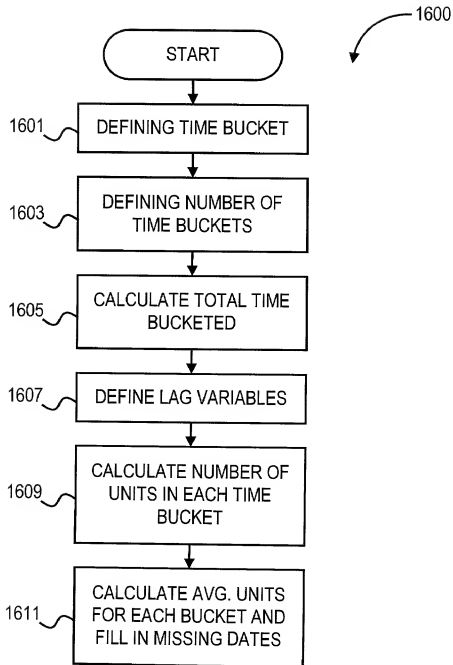 1600
START
1601
DEFINING TIME BUCKET
1603
DEFINING NUMBER OF
TIME BUCKETS
1605
CALCULATE TOTAL TIME
BUCKETED
1607
DEFINE LAG VARIABLES
1609
CALCULATE NUMBER OF
UNITS IN EACH TIME
BUCKET
1611
CALCULATE AVG. UNITS
FOR EACH BUCKET AND
FILL IN MISSING DATES